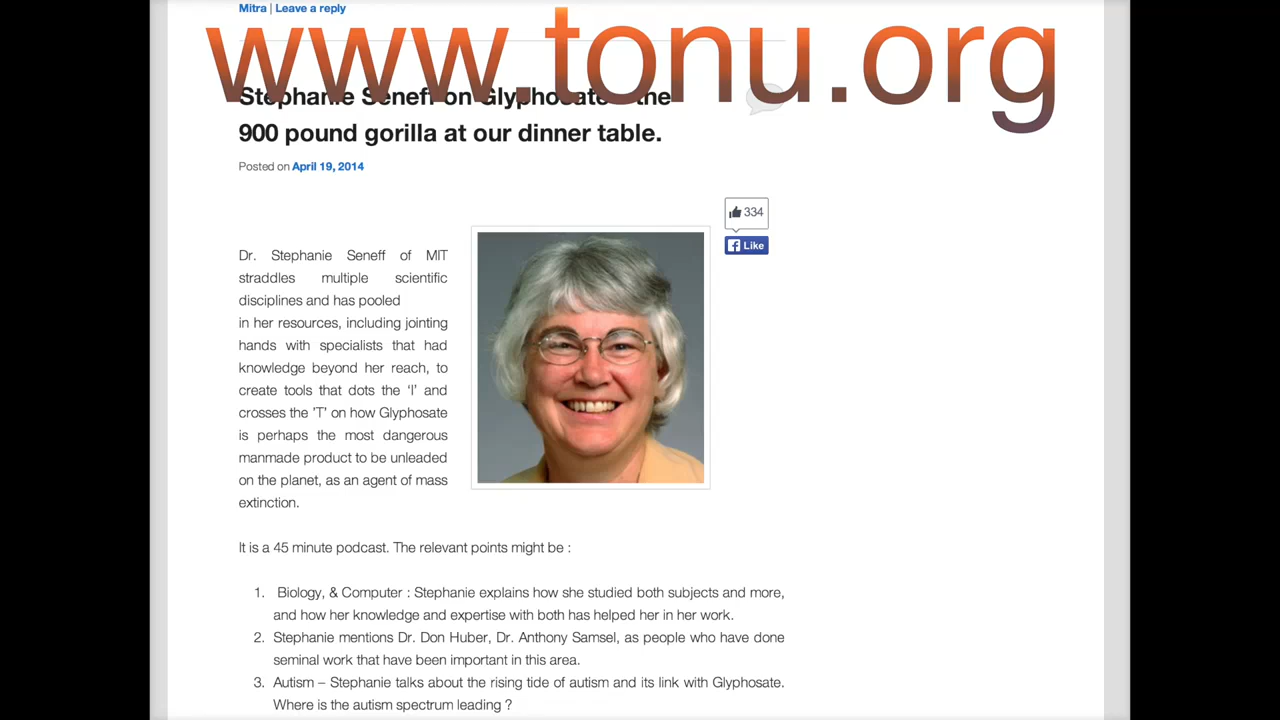 Mitra | Leave a reply
www.tonu.org
Stephanie Seneff on Glyphosate the
900 pound gorilla at our dinner table.
Posted on April 19, 2014
334
Like
Dr. Stephanie Seneff of MIT
straddles multiple scientific
disciplines and has pooled
in her resources, including jointing
hands with specialists that had
knowledge beyond her reach, to
create tools that dots the ‘I’ and
crosses the ’T’ on how Glyphosate
is perhaps the most dangerous
manmade product to be unleaded
on the planet, as an agent of mass
extinction.
It is a 45 minute podcast. The relevant points might be :
1. Biology, & Computer : Stephanie explains how she studied both subjects and more,
and how her knowledge and expertise with both has helped her in her work.
2. Stephanie mentions Dr. Don Huber, Dr. Anthony Samsel, as people who have done
seminal work that have been important in this area.
3. Autism – Stephanie talks about the rising tide of autism and its link with Glyphosate.
Where is the autism spectrum leading ?